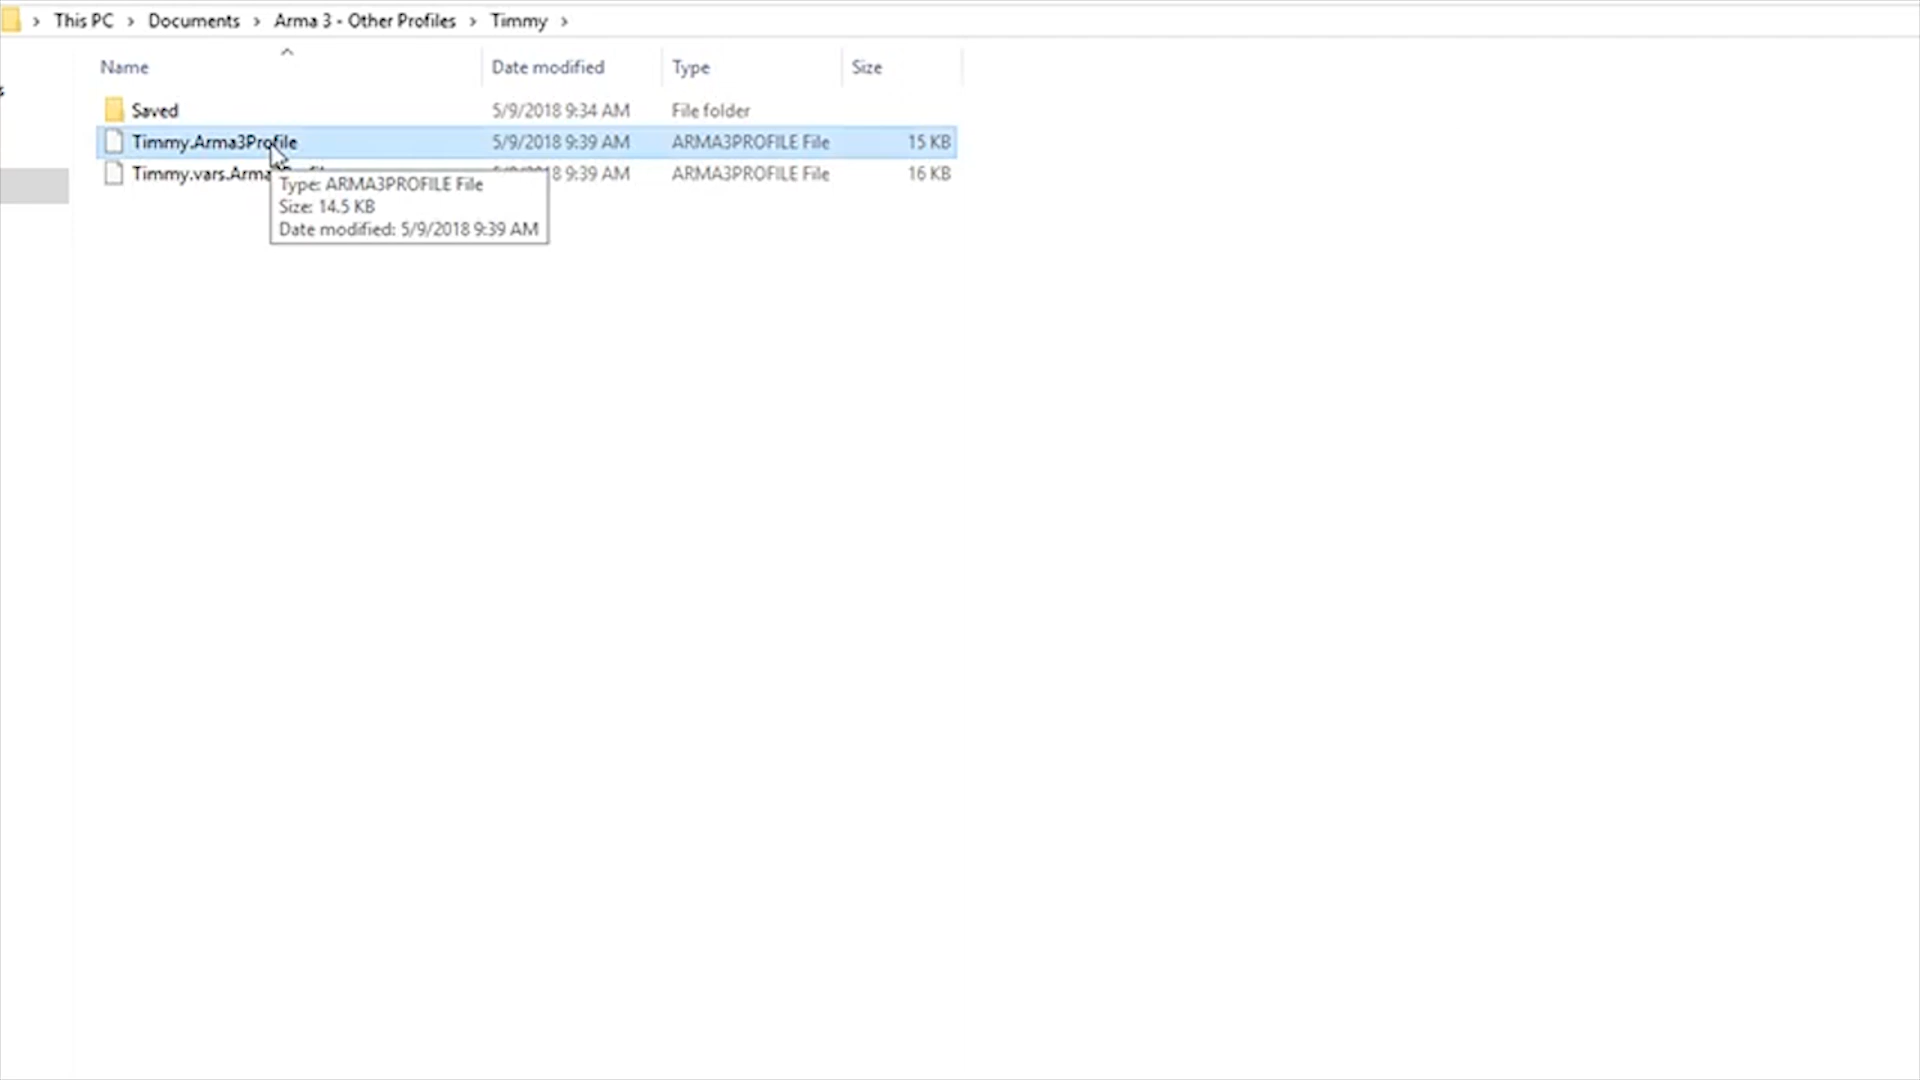 This PC > Documents > Arma 3 - Other Profiles > Timmy >
Name Date modified Type Size
Saved 5/9/2018 9:34 AM File folder
Timmy.Arma3Profile 5/9/2018 9:39 AM ARMA3PROFILE File 15 KB
Timmy.vars.Arma 8 9:39 AM ARMA3PROFILE File 16 KB
Type: ARMA3PROFILE File
Size: 14.5 KB
Date modified: 5/9/2018 9:39 AM